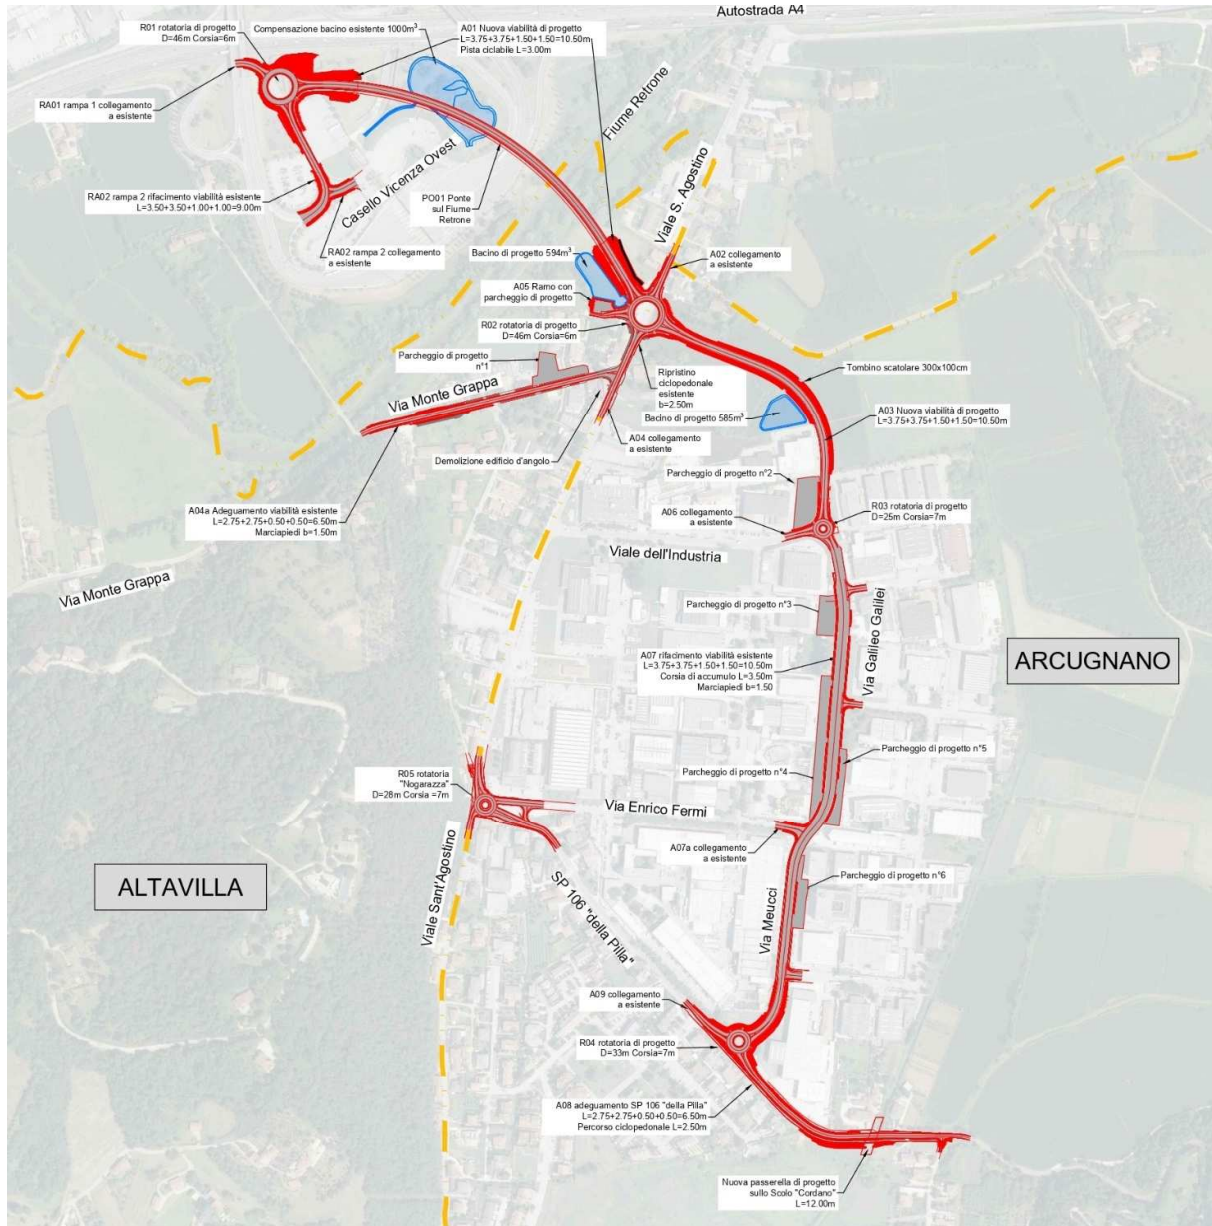 Autostrada A4
R01 rotatoria di progetto
D=46m Corsia=6m
Compensazione bacino esistente 1000m³
A01 Nuova viabilità di progetto
L=3.75+3.75+1.50+1.50=10.50m
Pista ciclabile L=3.00m
RA01 rampa 1 collegamento
a esistente
Fiume Retrone
Casello Vicenza Ovest
Viale S. Agostino
RA02 rampa 2 rifacimento viabilità esistente
L=3.50+3.50+1.00+1.00=9.00m
PO01 Ponte
sul Fiume
Retrone
RA02 rampa 2 collegamento
a esistente
Bacino di progetto 594m³
A02 collegamento
a esistente
A05 Ramo con
parcheggio di progetto
R02 rotatoria di progetto
D=46m Corsia=6m
Parcheggio di progetto
n°1
Ripristino
ciclopedonale
esistente
b=2.50m
Tombino scatolare 300x100cm
Via Monte Grappa
Bacino di progetto 585m³
A03 Nuova viabilità di progetto
L=3.75+3.75+1.50+1.50=10.50m
A04 collegamento
a esistente
Demolizione edificio d'angolo
Parcheggio di progetto n°2
A04a Adeguamento viabilità esistente
L=2.75+2.75+0.50+0.50=6.50m
Marciapiedi b=1.50m
A06 collegamento
a esistente
R03 rotatoria di progetto
D=25m Corsia=7m
Viale dell'Industria
Via Monte Grappa
Parcheggio di progetto n°3
Via Galileo Galilei
A07 rifacimento viabilità esistente
L=3.75+3.75+1.50+1.50=10.50m
Corsia di accumulo L=3.50m
Marciapiedi b=1.50
ARCUGNANO
Parcheggio di progetto n°5
R05 rotatoria
"Nogarazza"
D=28m Corsia =7m
Parcheggio di progetto n°4
Via Enrico Fermi
A07a collegamento
a esistente
ALTAVILLA
Viale Sant'Agostino
SP 106 "della Pilla"
Parcheggio di progetto n°6
Via Meucci
A09 collegamento
a esistente
R04 rotatoria di progetto
D=33m Corsia=7m
A08 adeguamento SP 106 "della Pilla"
L=2.75+2.75+0.50+0.50=6.50m
Percorso ciclopedonale L=2.50m
Nuova passerella di progetto
sullo Scolo "Cordano"
L=12.00m